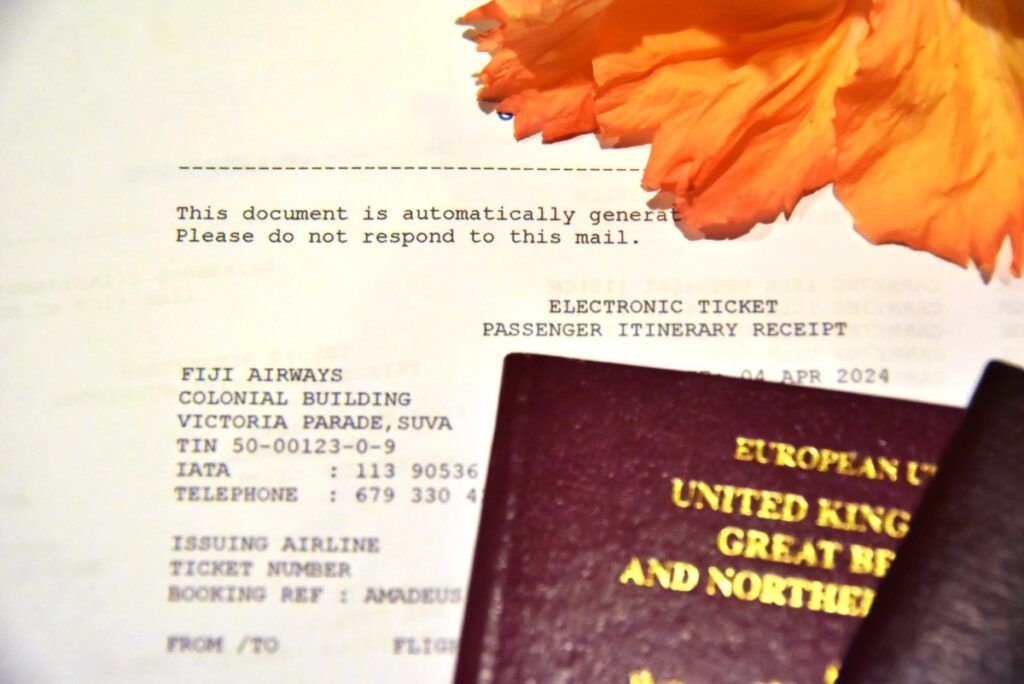 --------------------------------------
This document is automatically generat
Please do not respond to this mail.
ELECTRONIC TICKET
PASSENGER ITINERARY RECEIPT
FIJI AIRWAYS
04 APR 2024
COLONIAL BUILDING
VICTORIA PARADE,SUVA
TIN 50-00123-0-9
IATA : 113 90536
TELEPHONE : 679 330 4
ISSUING AIRLINE
TICKET NUMBER
BOOKING REF : AMADEUS
FROM /TO FLIGH
EUROPEAN U
UNITED KING
GREAT B
AND NORTHE